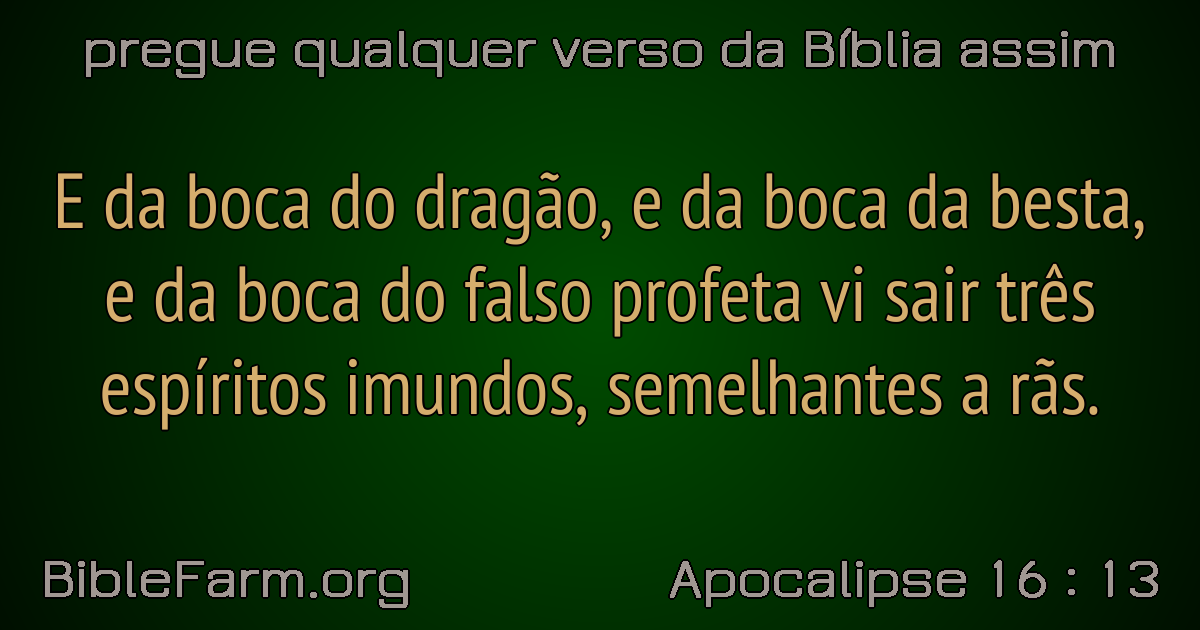 pregue qualquer verso da Bíblia assim
E da boca do dragão, e da boca da besta,
e da boca do falso profeta vi sair três
espíritos imundos, semelhantes a rãs.
BibleFarm.org
Apocalipse 16 : 13